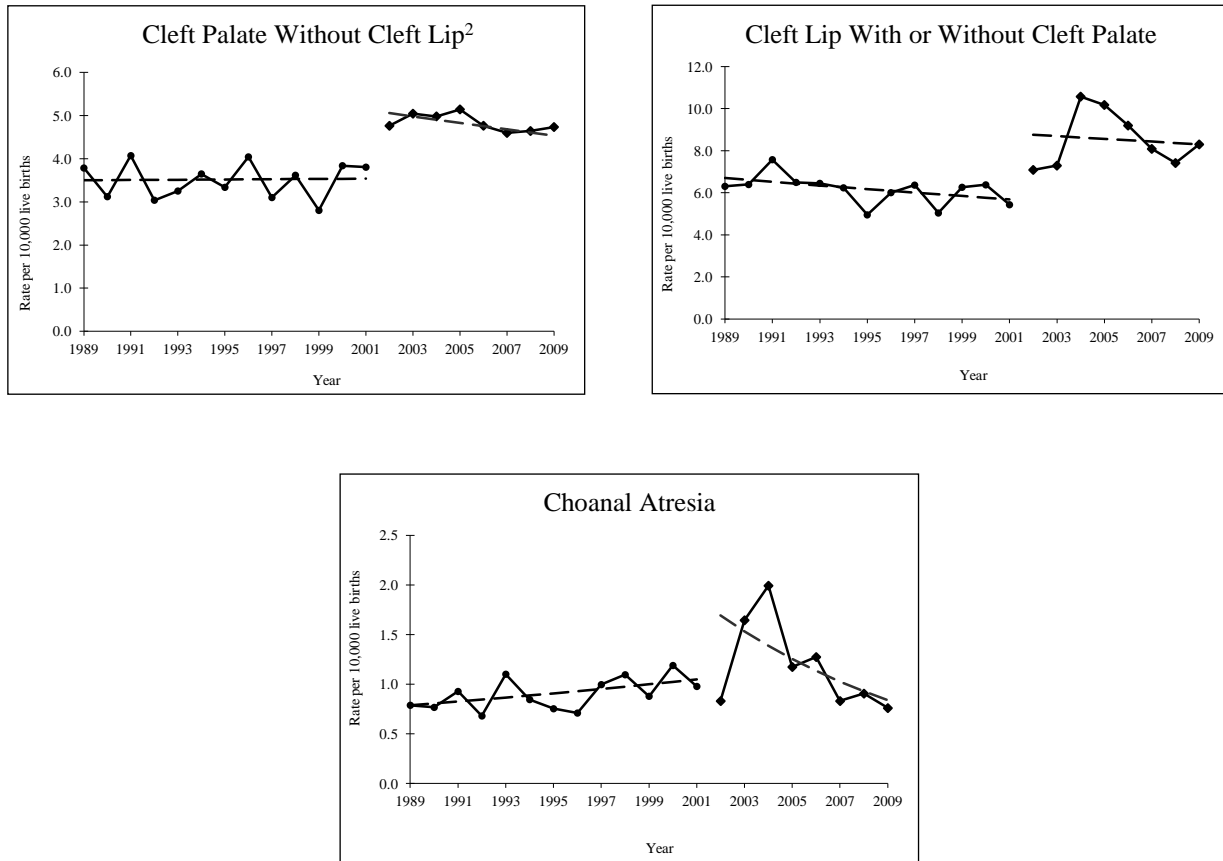 Cleft Palate Without Cleft Lip²
6.0
5.0
4.0
3.0
2.0
1.0
0.0
Rate per 10,000 live births
1989 1991 1993 1995 1997 1999 2001 2003 2005 2007 2009
Year
Cleft Lip With or Without Cleft Palate
12.0
10.0
8.0
6.0
4.0
2.0
0.0
Rate per 10,000 live births
1989 1991 1993 1995 1997 1999 2001 2003 2005 2007 2009
Year
Choanal Atresia
2.5
2.0
1.5
1.0
0.5
0.0
Rate per 10,000 live births
1989 1991 1993 1995 1997 1999 2001 2003 2005 2007 2009
Year